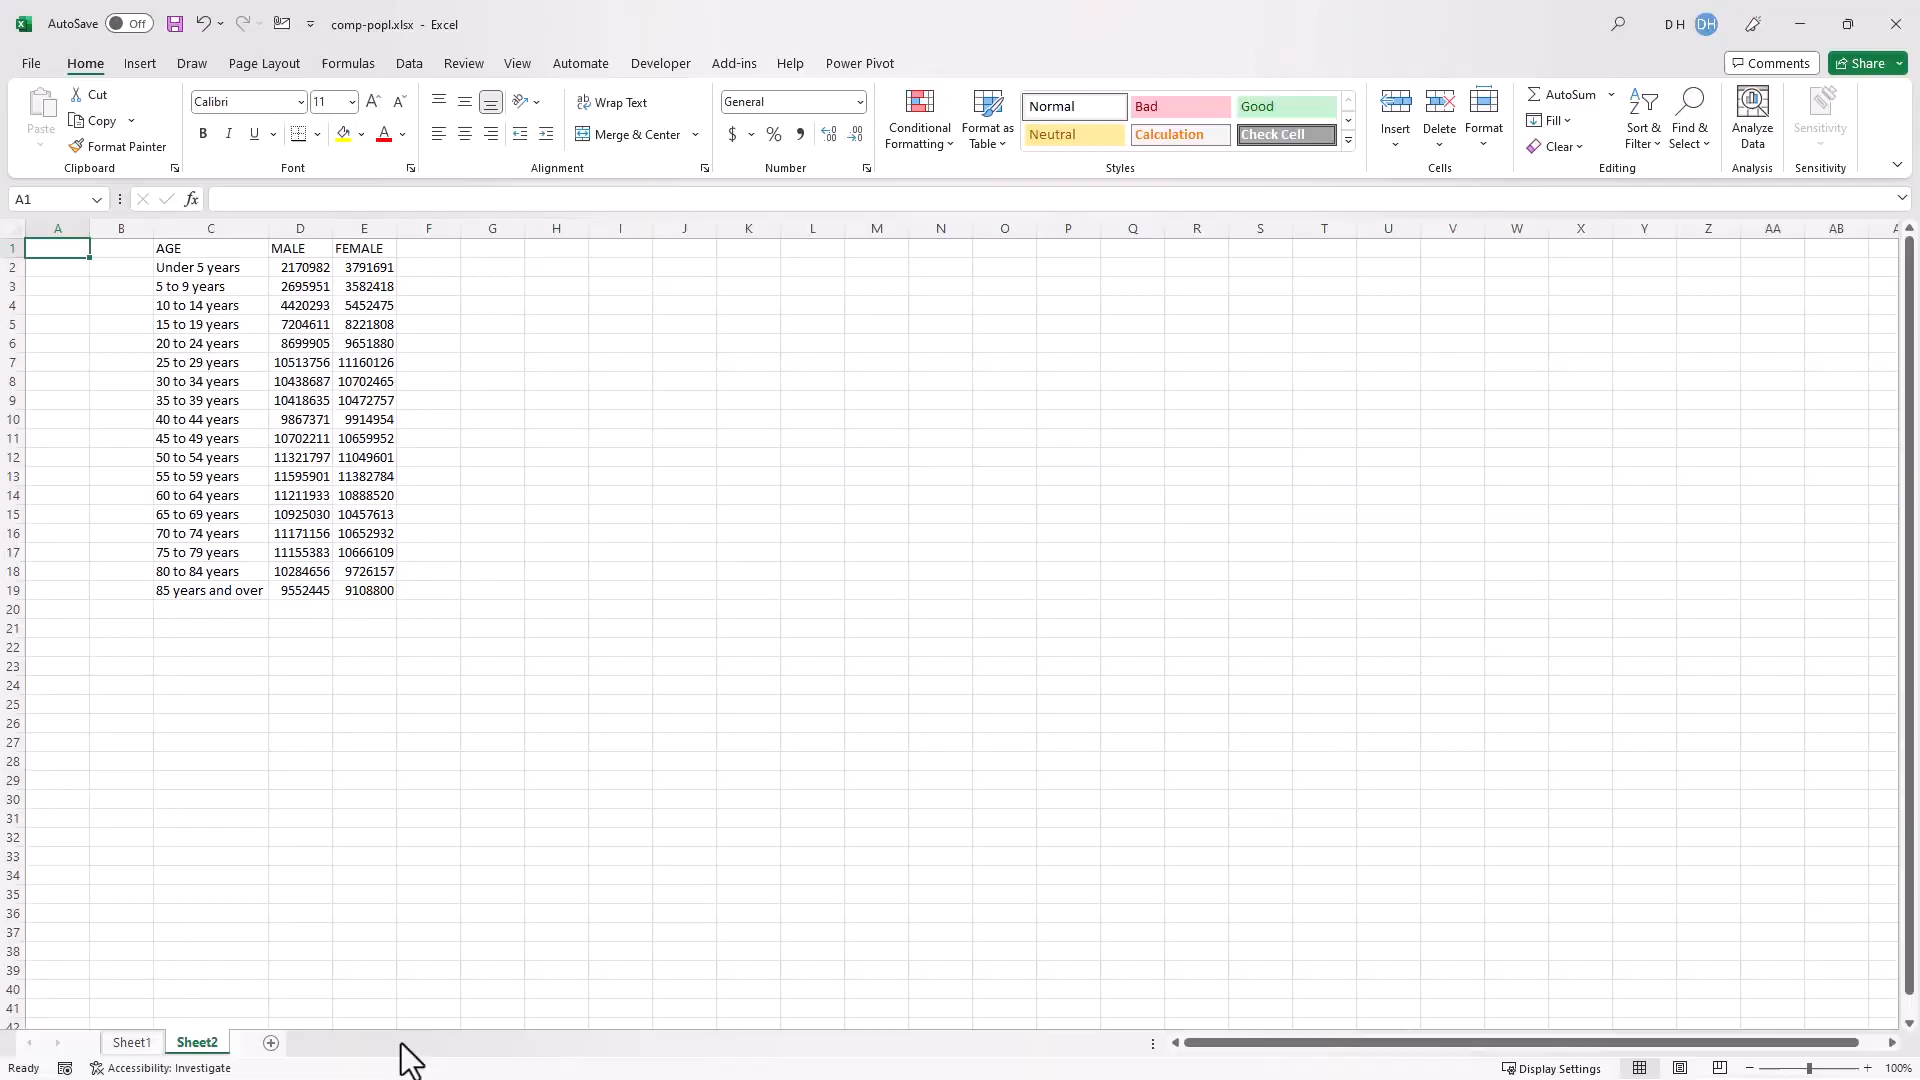 AutoSave Off comp-popl.xlsx - Excel D H DH
File Home Insert Draw Page Layout Formulas Data Review View Automate Developer Add-ins Help Power Pivot Comments Share
Paste Cut Copy Format Painter Clipboard
Calibri 11 B I U A Font
Wrap Text Merge & Center Alignment
General $ % Number
Conditional Formatting Format as Table Normal Bad Good Neutral Calculation Check Cell Styles
Insert Delete Format Cells
AutoSum Fill Clear Sort & Filter Find & Select Editing
Analyze Data Analysis
Sensitivity Sensitivity
A1 fx
A B C D E F G H I J K L M N O P Q R S T U V W X Y Z AA AB
1 AGE MALE FEMALE
2 Under 5 years 2170982 3791691
3 5 to 9 years 2695951 3582418
4 10 to 14 years 4420293 5452475
5 15 to 19 years 7204611 8221808
6 20 to 24 years 8699905 9651880
7 25 to 29 years 10513756 11160126
8 30 to 34 years 10438687 10702465
9 35 to 39 years 10418635 10472757
10 40 to 44 years 9867371 9914954
11 45 to 49 years 10702211 10659952
12 50 to 54 years 11321797 11049601
13 55 to 59 years 11595901 11382784
14 60 to 64 years 11211933 10888520
15 65 to 69 years 10925030 10457613
16 70 to 74 years 11171156 10652932
17 75 to 79 years 11155383 10666109
18 80 to 84 years 10284656 9726157
19 85 years and over 9552445 9108800
20
21
22
23
24
25
26
27
28
29
30
31
32
33
34
35
36
37
38
39
40
41
42
Sheet1 Sheet2
Ready Accessibility: Investigate Display Settings 100%